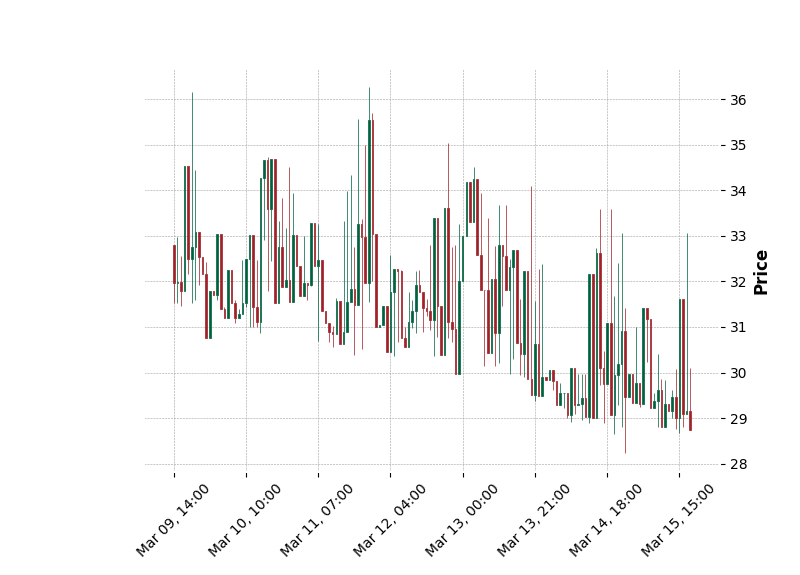 36
35
34
33
32
31
30
29
28
Price
Mar 09, 14:00
Mar 10, 10:00
Mar 11, 07:00
Mar 12, 04:00
Mar 13, 00:00
Mar 13, 21:00
Mar 14, 18:00
Mar 15, 15:00